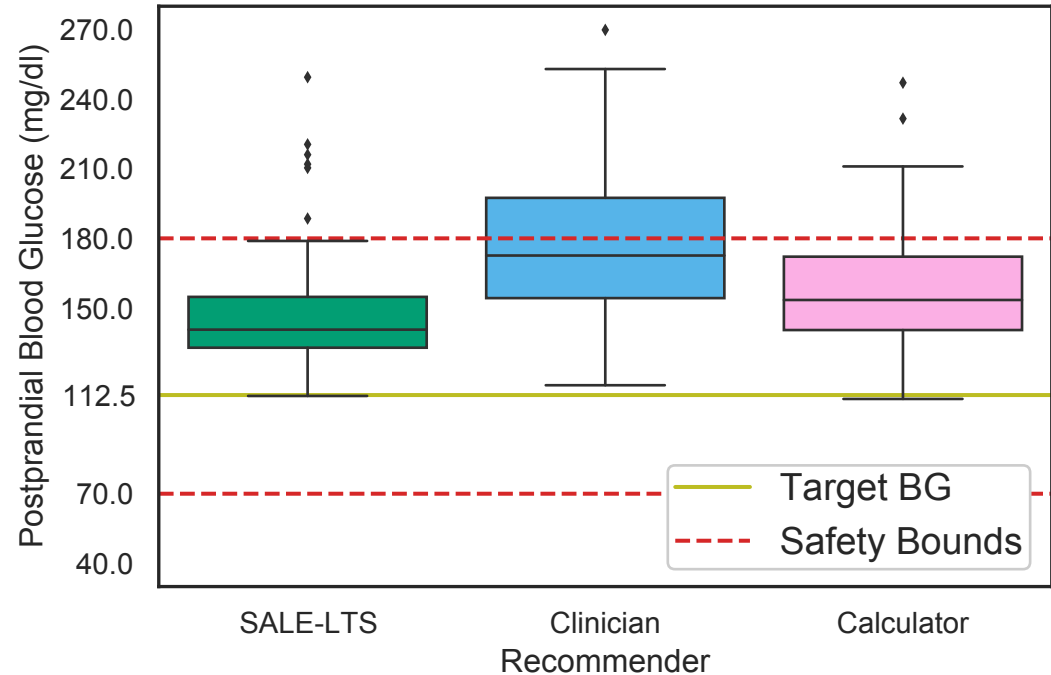 Postprandial Blood Glucose (mg/dl)
270.0
240.0
210.0
180.0
150.0
112.5
70.0
40.0
Target BG
Safety Bounds
SALE-LTS
Clinician
Calculator
Recommender